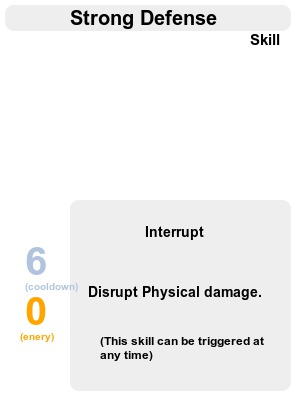 Strong Defense
Skill
Interrupt
6
(cooldown)
Disrupt Physical damage.
0
(enery)
(This skill can be triggered at
any time)